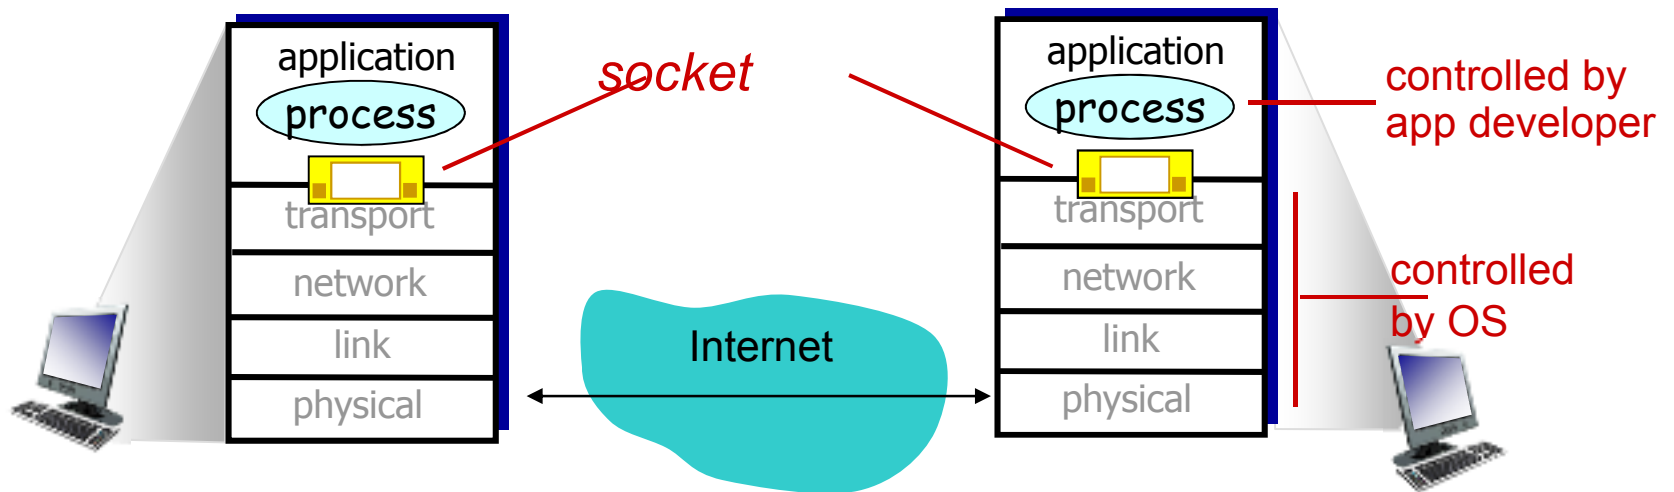 application
process
transport
network
link
physical
socket
Internet
application
process
transport
network
link
physical
controlled by
app developer
controlled
by OS